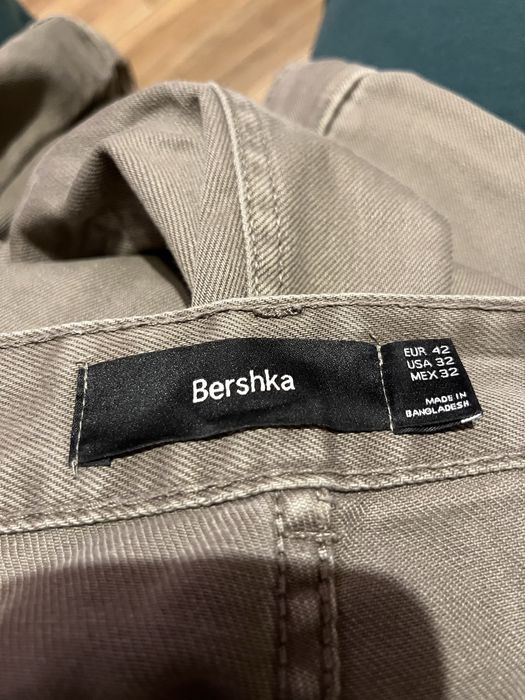 Bershka
EUR 42
USA 32
MEX 32
MADE IN
BANGLADESH